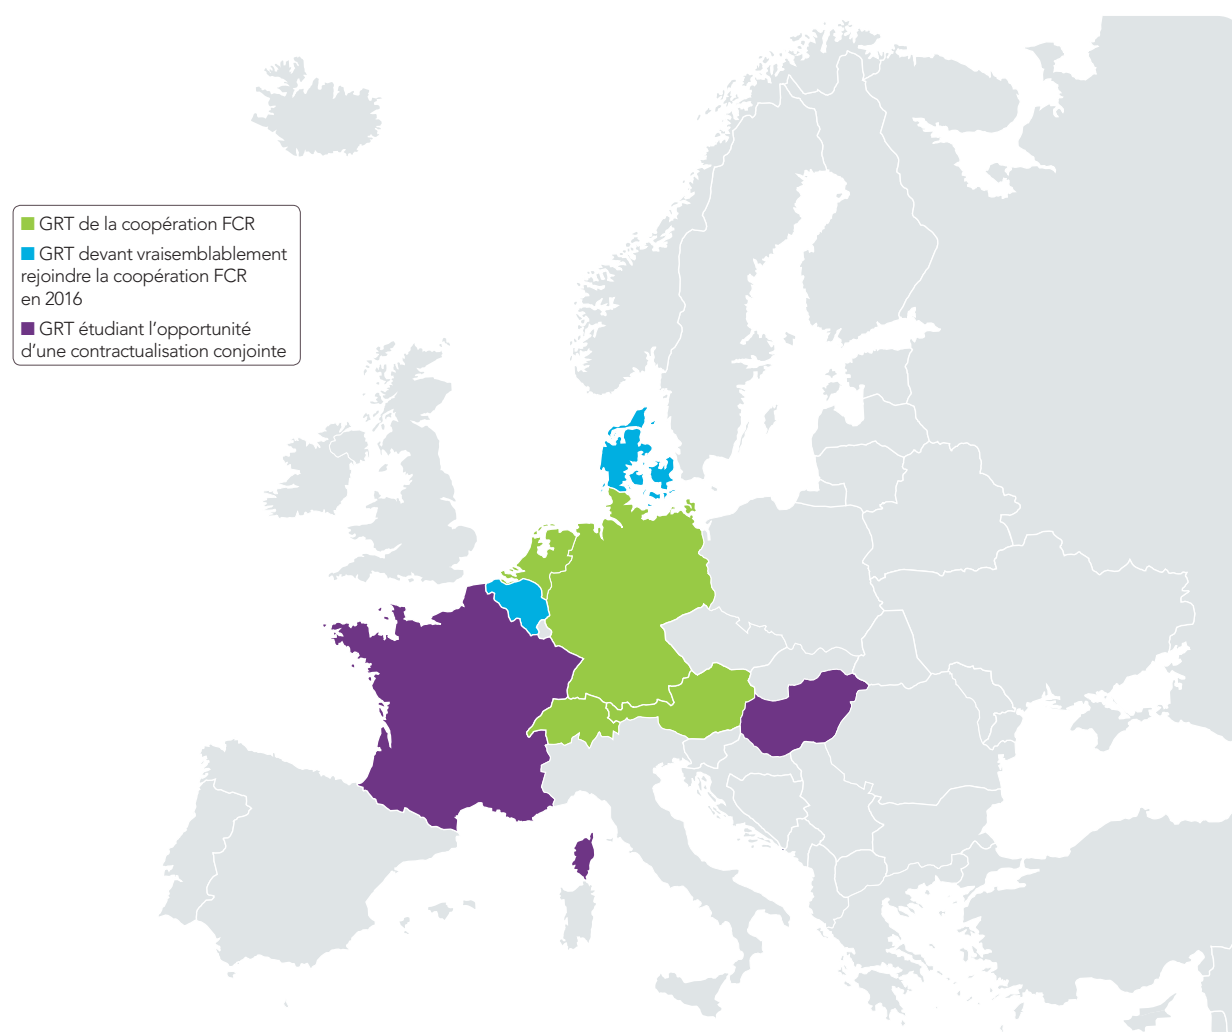 GRT de la coopération FCR
GRT devant vraisemblablement
rejoindre la coopération FCR
en 2016
GRT étudiant l'opportunité
d'une contractualisation conjointe